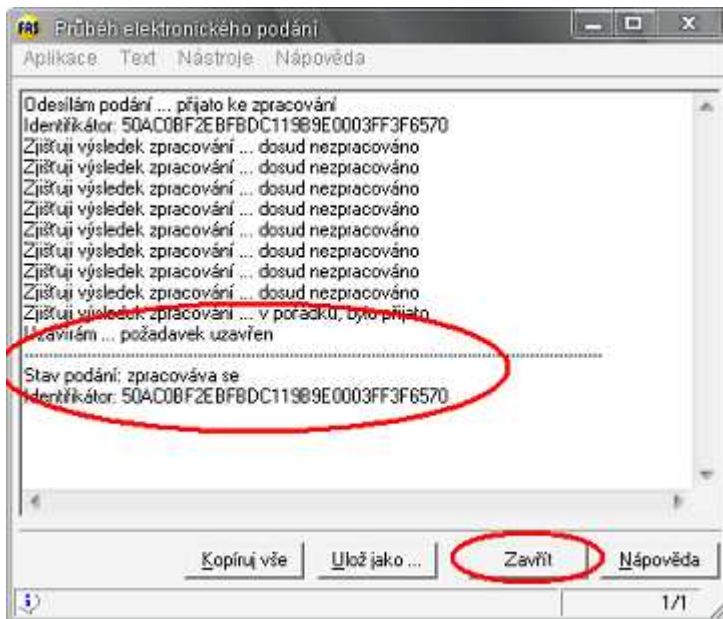 FRS Průběh elektronického podání
Aplikace Text Nástroje Nápověda
Odesílám podání ... přijato ke zpracování
Identifikátor: 50AC0BF2EBFBDC119B9E0003FF3F6570
Zjišťuji výsledek zpracování ... dosud nezpracováno
Zjišťuji výsledek zpracování ... dosud nezpracováno
Zjišťuji výsledek zpracování ... dosud nezpracováno
Zjišťuji výsledek zpracování ... dosud nezpracováno
Zjišťuji výsledek zpracování ... dosud nezpracováno
Zjišťuji výsledek zpracování ... dosud nezpracováno
Zjišťuji výsledek zpracování ... dosud nezpracováno
Zjišťuji výsledek zpracování ... dosud nezpracováno
Zjišťuji výsledek zpracování ... v pořádku, bylo přijato
Uzavírám ... požadavek uzavřen
Stav podání: zpracováva se
Identifikátor: 50AC0BF2EBFBDC119B9E0003FF3F6570
Kopíruj vše Ulož jako ... Zavřít Nápověda
1/1